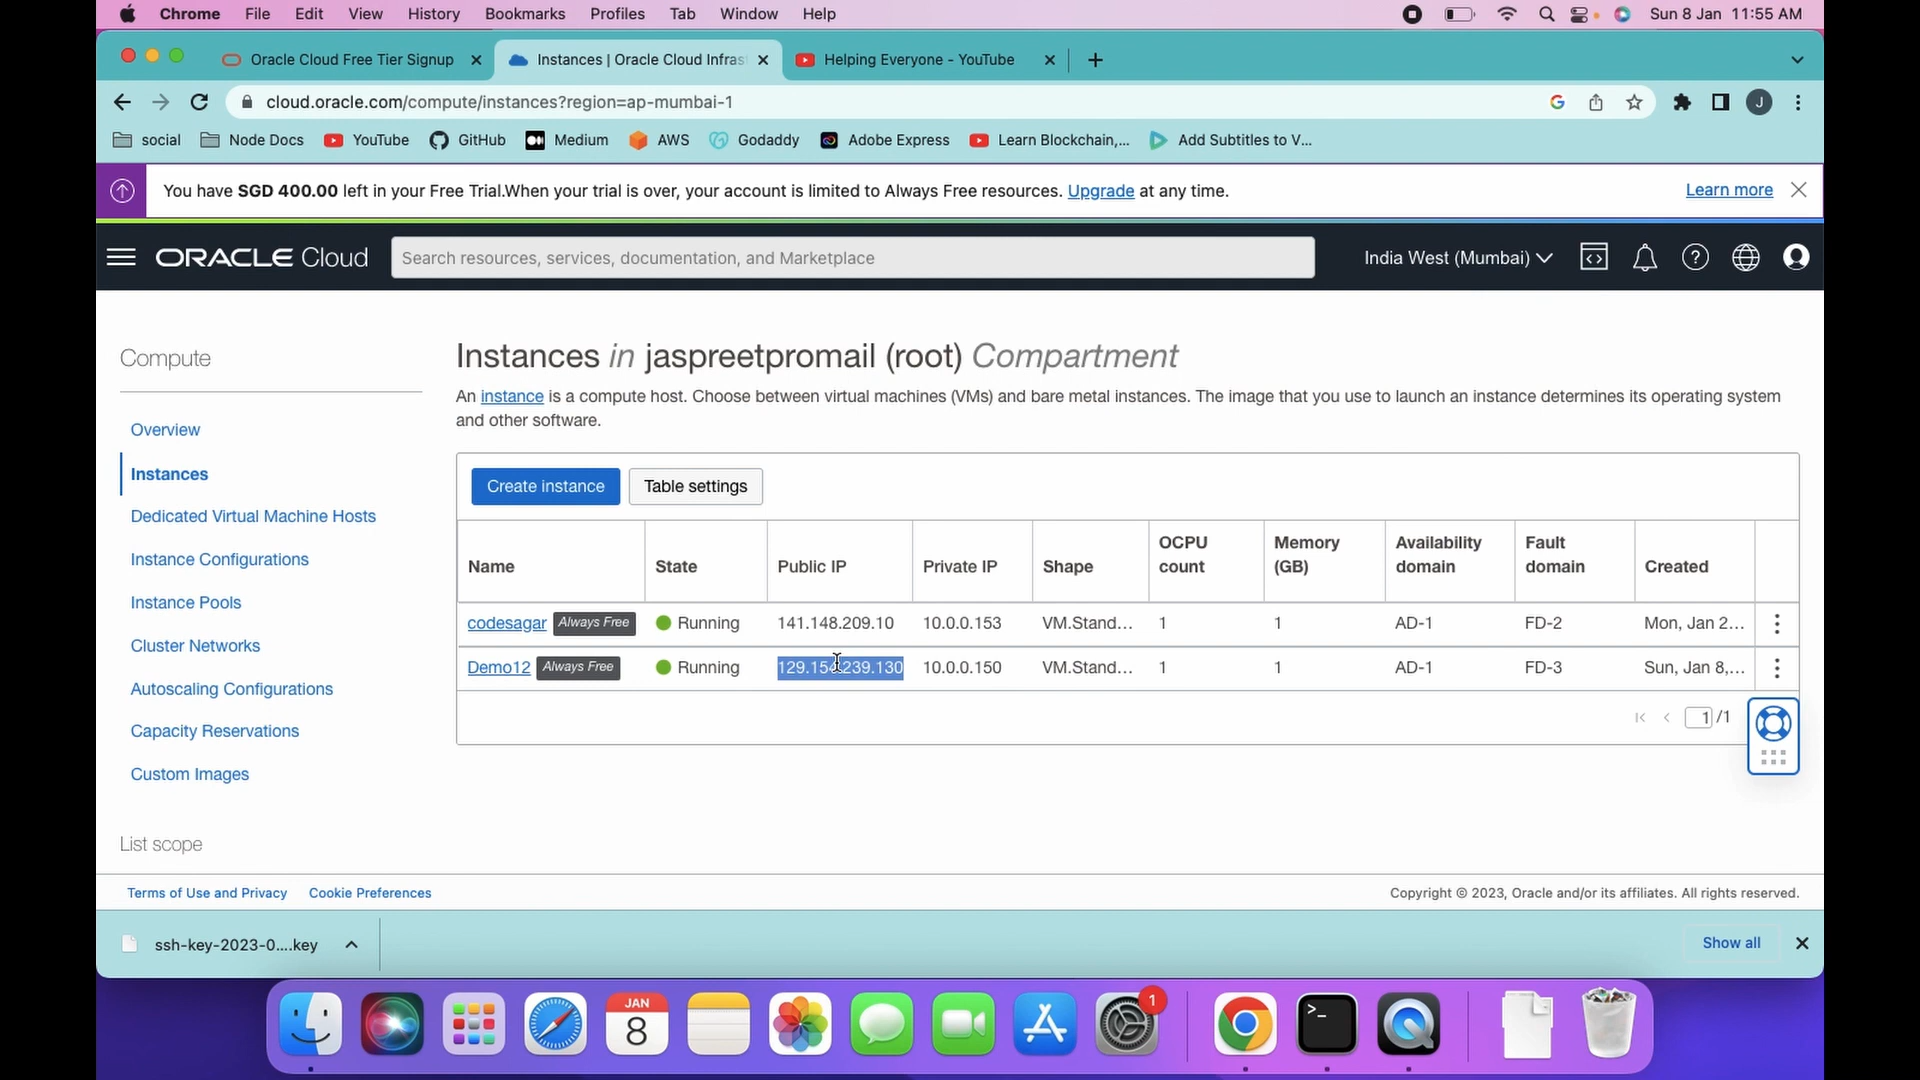 Chrome File Edit View History Bookmarks Profiles Tab Window Help Sun 8 Jan 11:55 AM
Oracle Cloud Free Tier Signup Instances | Oracle Cloud Infras Helping Everyone - YouTube
cloud.oracle.com/compute/instances?region=ap-mumbai-1 J
social Node Docs YouTube GitHub Medium AWS Godaddy Adobe Express Learn Blockchain,... Add Subtitles to V...
You have SGD 400.00 left in your Free Trial.When your trial is over, your account is limited to Always Free resources. Upgrade at any time. Learn more
ORACLE Cloud Search resources, services, documentation, and Marketplace India West (Mumbai)
Compute
Overview
Instances
Dedicated Virtual Machine Hosts
Instance Configurations
Instance Pools
Cluster Networks
Autoscaling Configurations
Capacity Reservations
Custom Images
List scope
Instances in jaspreetpromail (root) Compartment
An instance is a compute host. Choose between virtual machines (VMs) and bare metal instances. The image that you use to launch an instance determines its operating system
and other software.
Create instance Table settings
Name State Public IP Private IP Shape OCPU count Memory (GB) Availability domain Fault domain Created
codesagar Always Free Running 141.148.209.10 10.0.0.153 VM.Stand... 1 1 AD-1 FD-2 Mon, Jan 2...
Demo12 Always Free Running 129.154.239.130 10.0.0.150 VM.Stand... 1 1 AD-1 FD-3 Sun, Jan 8,...
1 /1
Terms of Use and Privacy Cookie Preferences Copyright © 2023, Oracle and/or its affiliates. All rights reserved.
ssh-key-2023-0....key Show all
JAN
8
1